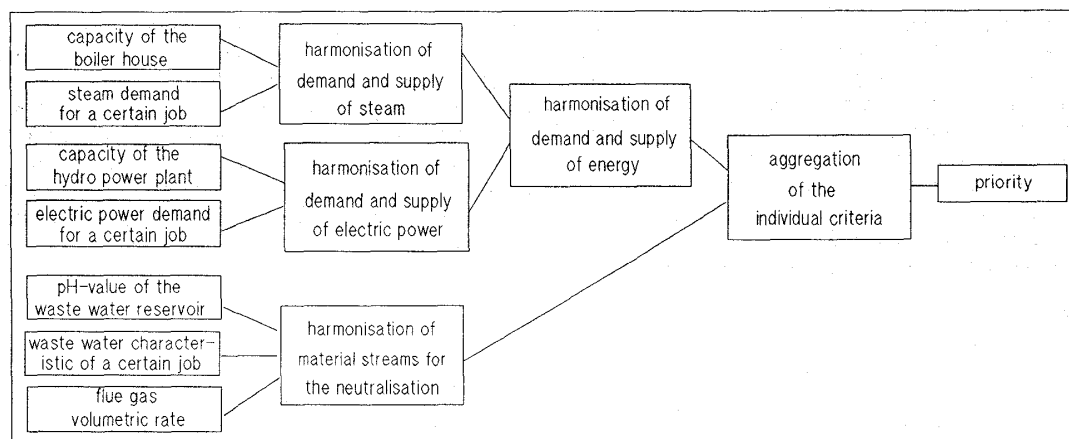 capacity of the
boiler house
steam demand
for a certain job
harmonisation of
demand and supply
of steam
capacity of the
hydro power plant
electric power demand
for a certain job
harmonisation of
demand and supply
of electric power
harmonisation of
demand and supply
of energy
pH-value of the
waste water reservoir
waste water character-
istic of a certain job
flue gas
volumetric rate
harmonisation of
material streams for
the neutralisation
aggregation
of the
individual criteria
priority